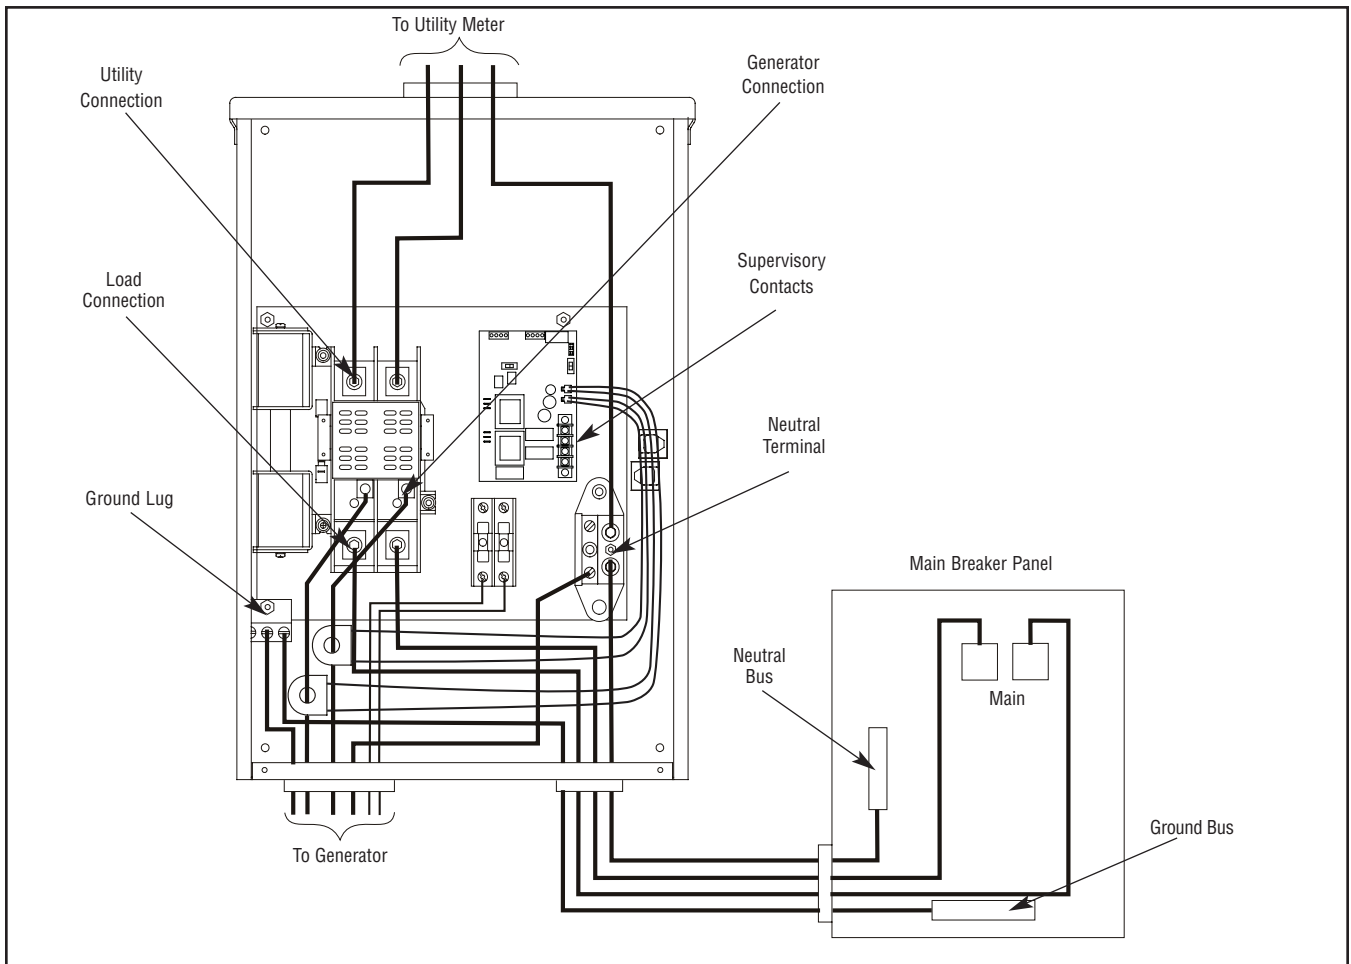 To Utility Meter
Utility
Connection
Generator
Connection
Load
Connection
Supervisory
Contacts
Neutral
Terminal
Ground Lug
Main Breaker Panel
Neutral
Bus
Main
Ground Bus
To Generator